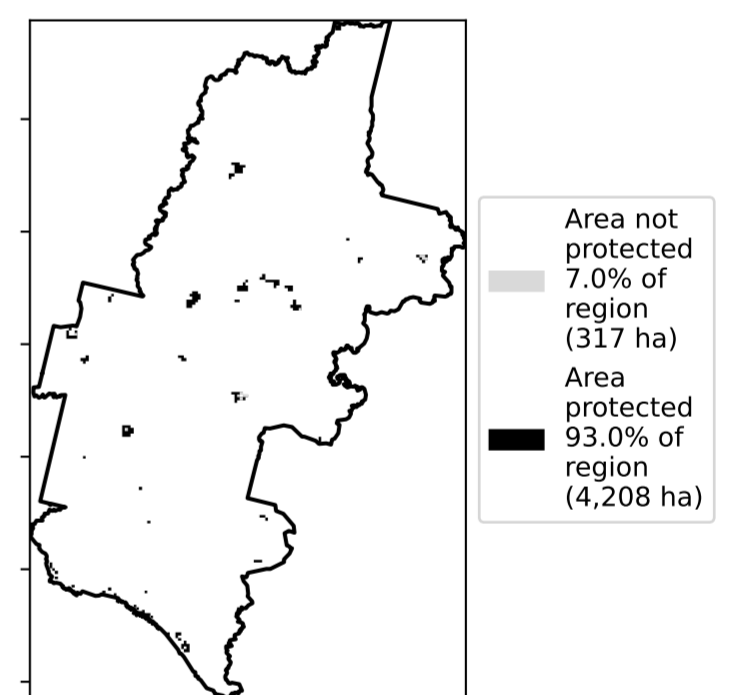 Area not
protected
7.0% of
region
(317 ha)
Area
protected
93.0% of
region
(4,208 ha)